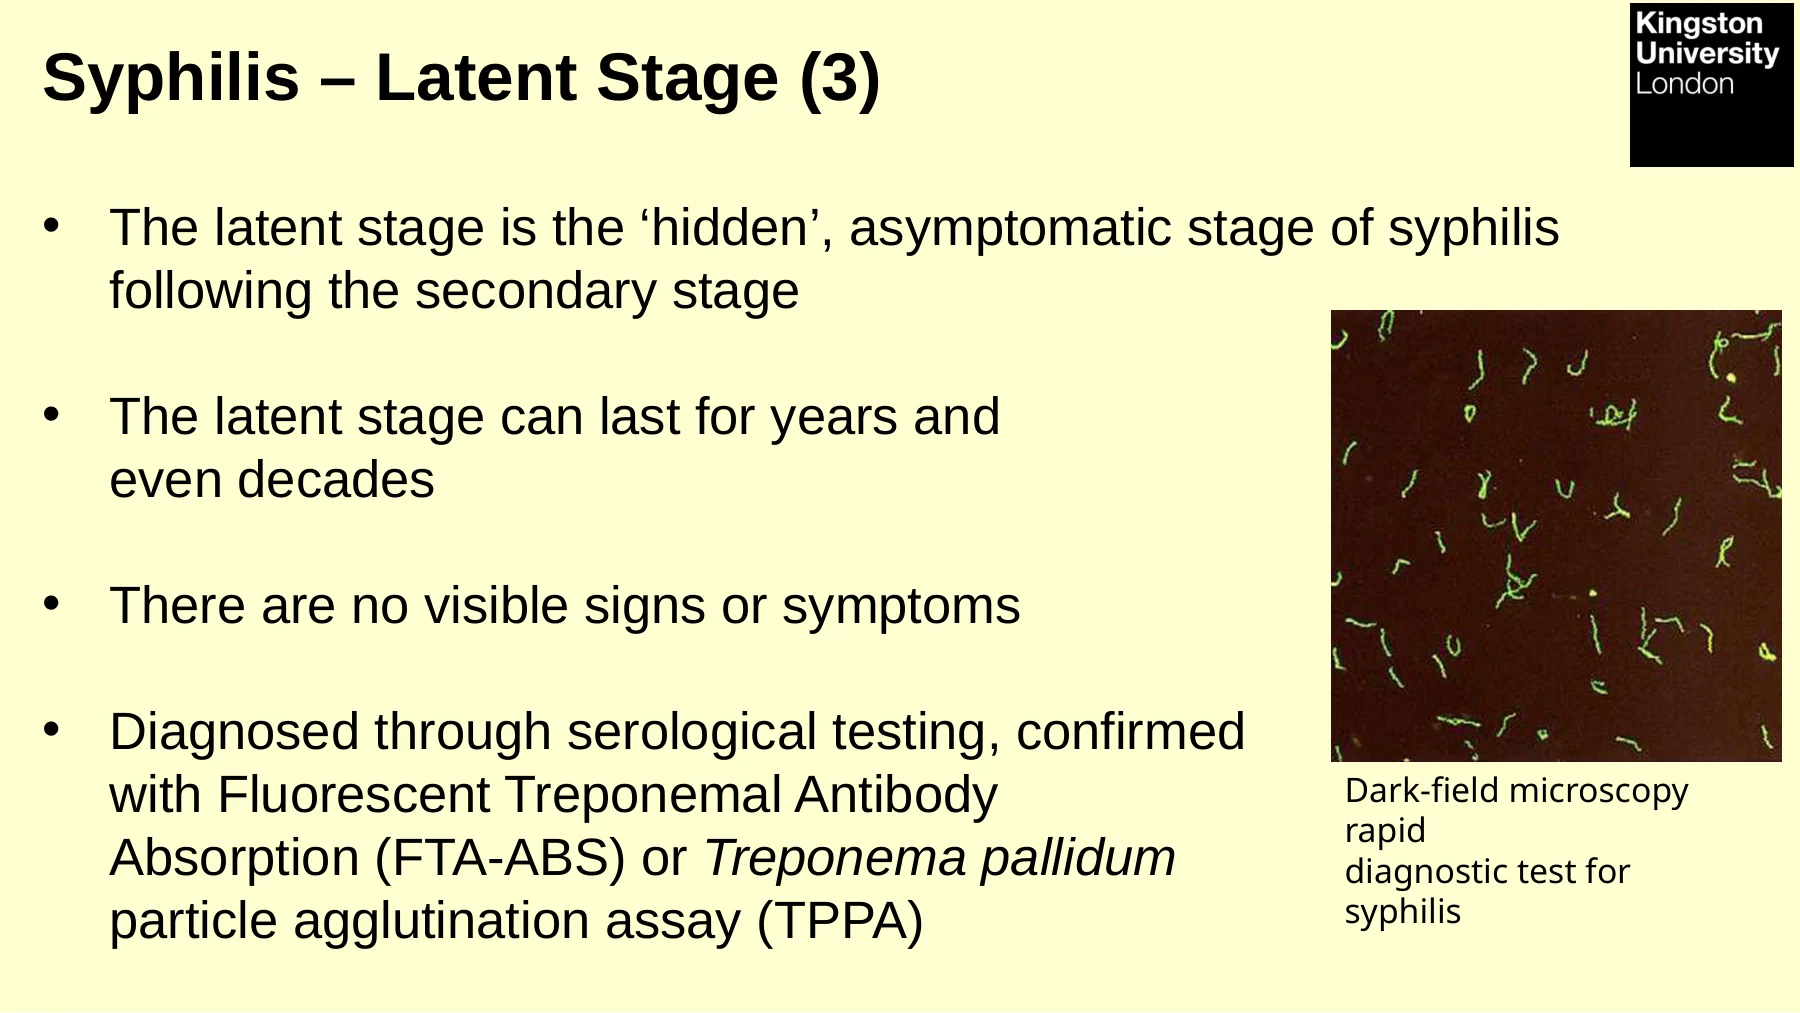 Syphilis – Latent Stage (3)
Kingston
University
London
• The latent stage is the ‘hidden’, asymptomatic stage of syphilis
following the secondary stage
• The latent stage can last for years and
even decades
• There are no visible signs or symptoms
• Diagnosed through serological testing, confirmed
with Fluorescent Treponemal Antibody
Absorption (FTA-ABS) or Treponema pallidum
particle agglutination assay (TPPA)
Dark-field microscopy
rapid
diagnostic test for
syphilis